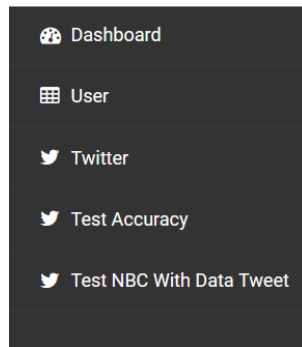 Dashboard
User
Twitter
Test Accuracy
Test NBC With Data Tweet